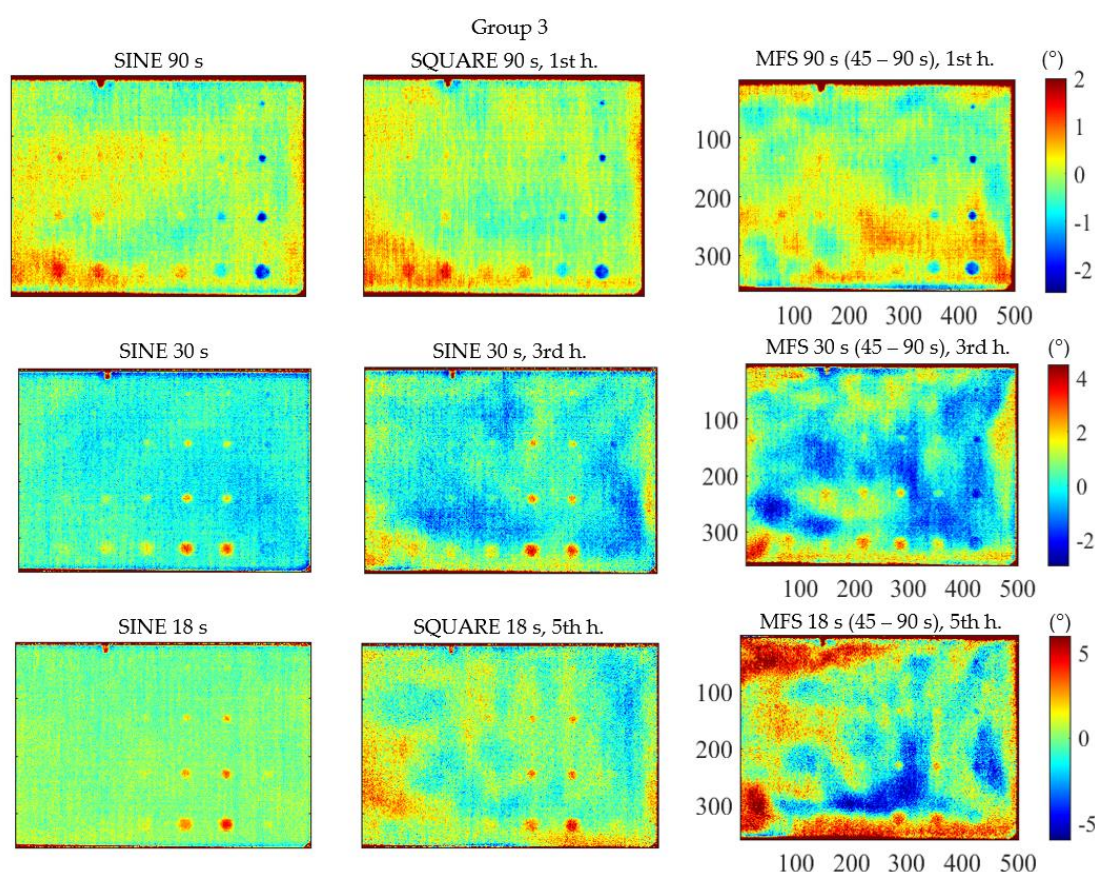 Group 3
SINE 90 s
SQUARE 90 s, 1st h.
MFS 90 s (45 – 90 s), 1st h.
(°)
2
1
0
-1
-2
100
200
300
100 200 300 400 500
SINE 30 s
SINE 30 s, 3rd h.
MFS 30 s (45 – 90 s), 3rd h.
(°)
4
2
0
-2
100
200
300
100 200 300 400 500
SINE 18 s
SQUARE 18 s, 5th h.
MFS 18 s (45 – 90 s), 5th h.
(°)
5
0
-5
100
200
300
100 200 300 400 500